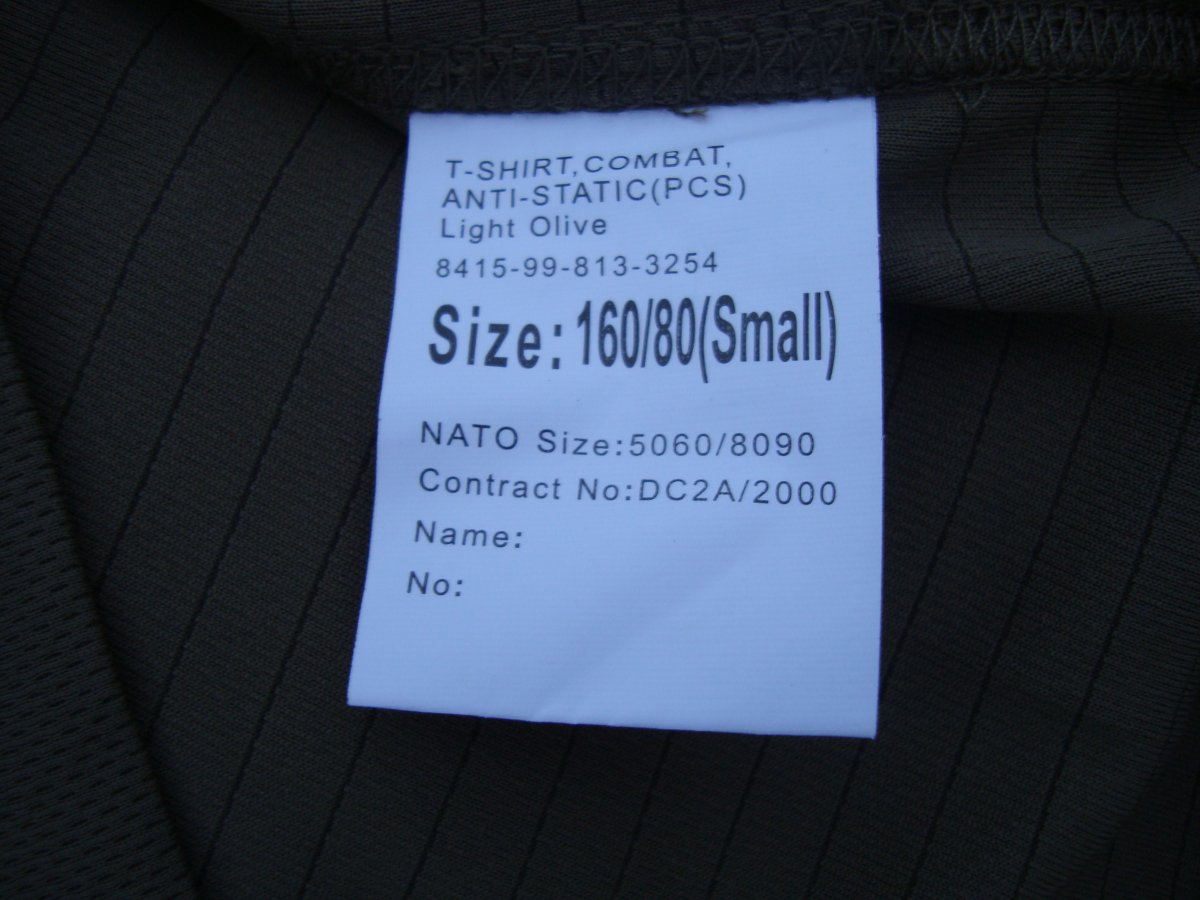 T-SHIRT,COMBAT,
ANTI-STATIC(PCS)
Light Olive
8415-99-813-3254
Size: 160/80(Small)
NATO Size:5060/8090
Contract No:DC2A/2000
Name:
No: